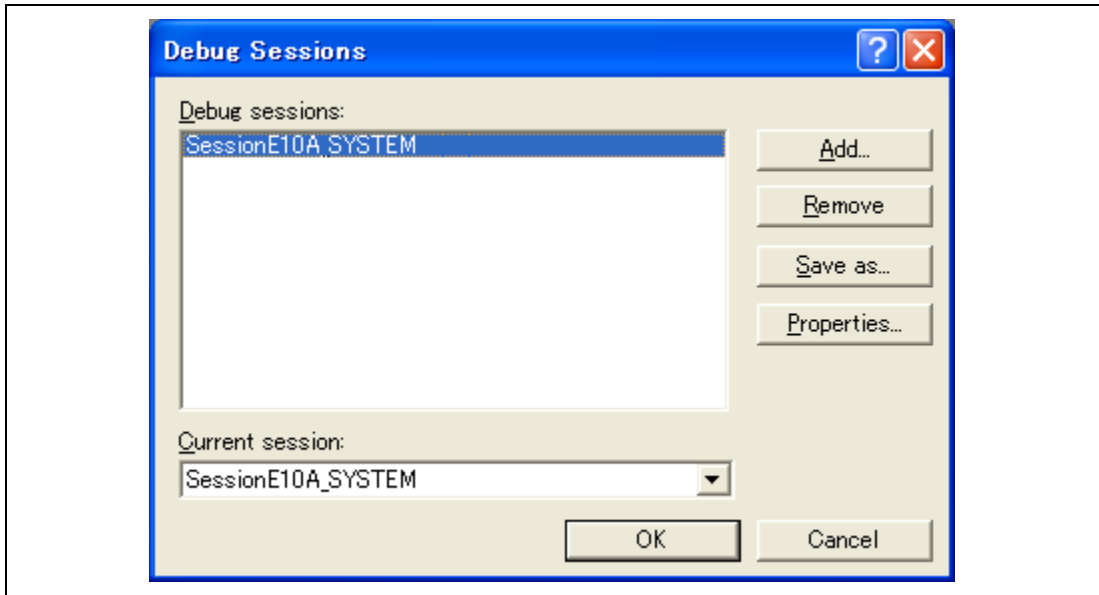 Debug Sessions
Debug sessions:
SessionE10A_SYSTEM
Add...
Remove
Save as...
Properties...
Current session:
SessionE10A_SYSTEM
OK
Cancel